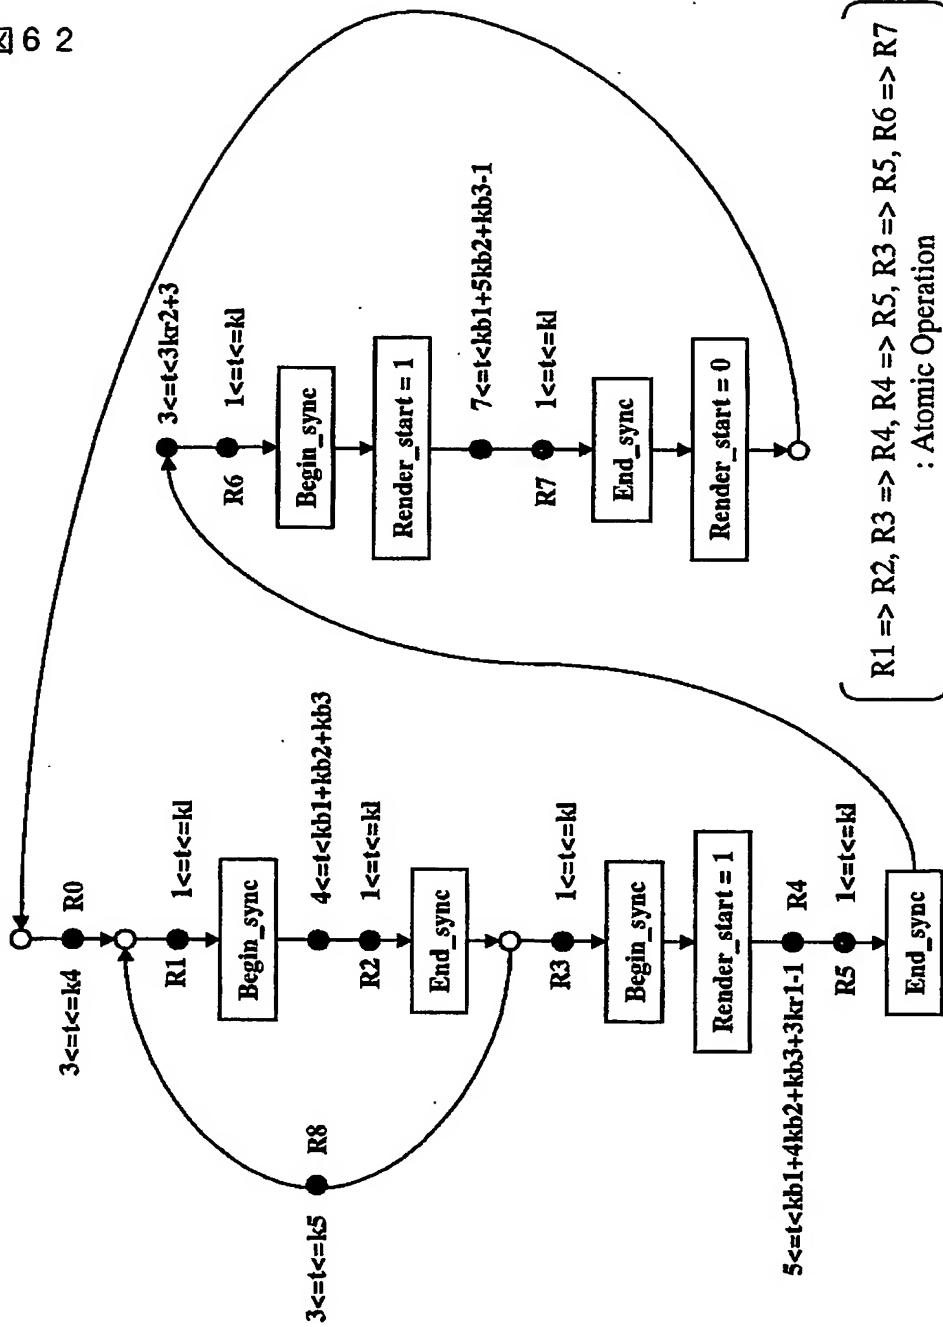 図６２
3<=t<=k4
R0
R1
1<=t<=kl
Begin_sync
4<=t<kb1+kb2+kb3
R2
1<=t<=kl
End_sync
3<=t<=k5
R8
R3
1<=t<=kl
Begin_sync
Render_start = 1
5<=t<kb1+4kb2+kb3+3kr1-1
R4
R5
1<=t<=kl
End_sync
3<=t<3kr2+3
R6
1<=t<=kl
Begin_sync
Render_start = 1
7<=t<kb1+5kb2+kb3-1
R7
1<=t<=kl
End_sync
Render_start = 0
R1 => R2, R3 => R4, R4 => R5, R3 => R5, R6 => R7
: Atomic Operation